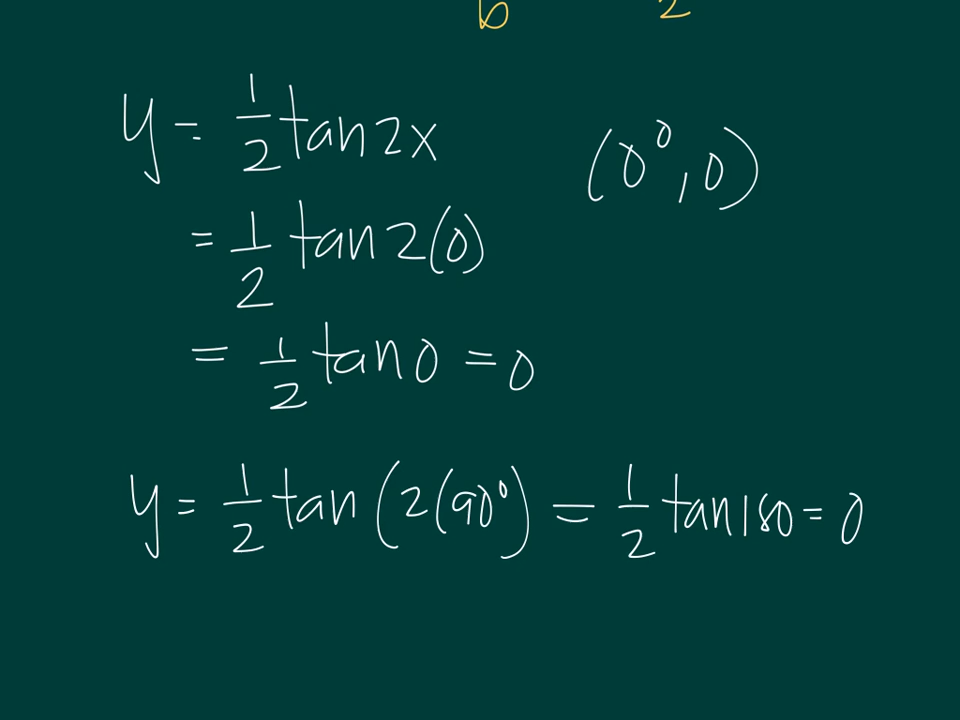 b 2
y = 1/2 tan 2x (0°, 0)
= 1/2 tan 2(0)
= 1/2 tan 0 = 0
y = 1/2 tan (2(90°) = 1/2 tan 180 = 0